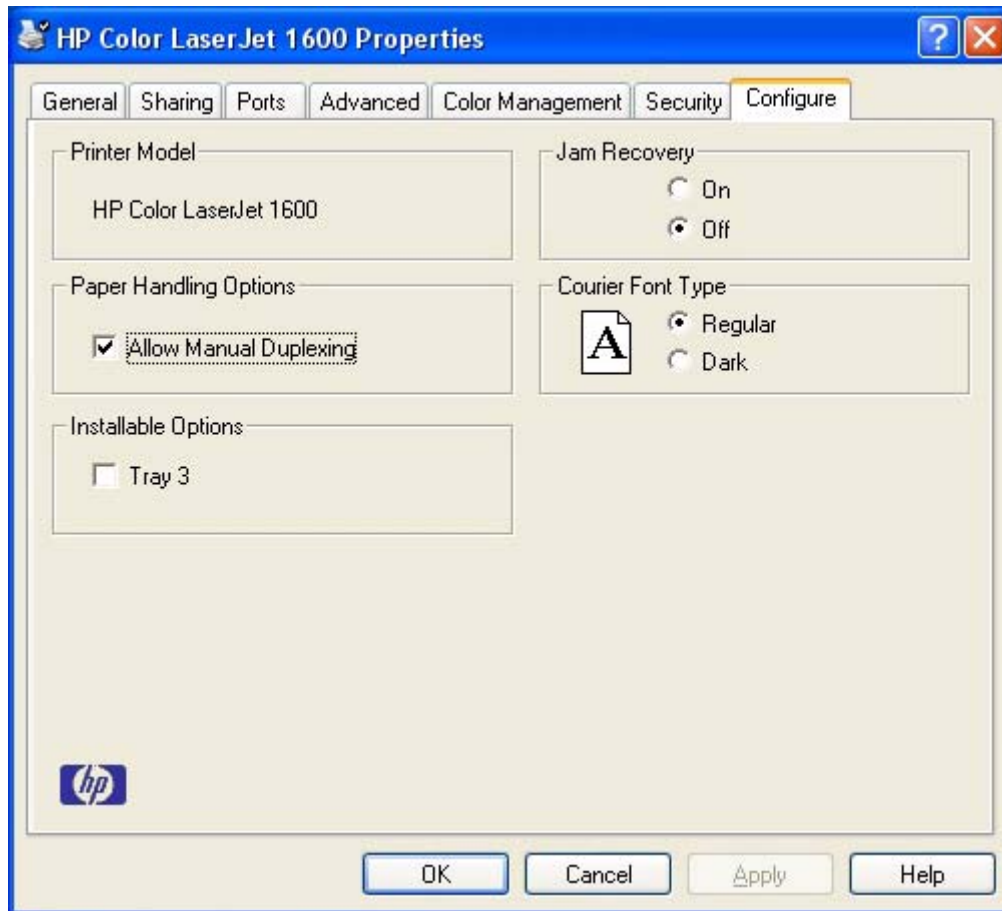 HP Color LaserJet 1600 Properties
?
General Sharing Ports Advanced Color Management Security Configure
Printer Model
HP Color LaserJet 1600
Jam Recovery
On
Off
Paper Handling Options
Allow Manual Duplexing
Courier Font Type
A
Regular
Dark
Installable Options
Tray 3
hp
OK Cancel Apply Help